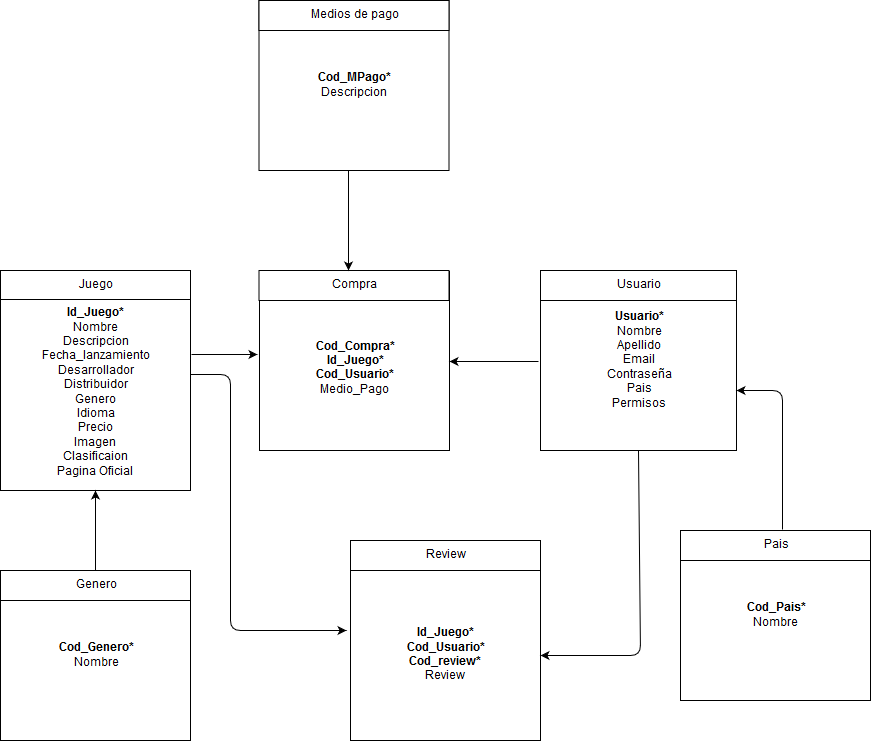 Medios de pago
Cod_MPago*
Descripcion
Juego
Id_Juego*
Nombre
Descripcion
Fecha_lanzamiento
Desarrollador
Distribuidor
Genero
Idioma
Precio
Imagen
Clasificaion
Pagina Oficial
Compra
Cod_Compra*
Id_Juego*
Cod_Usuario*
Medio_Pago
Usuario
Usuario*
Nombre
Apellido
Email
Contraseña
Pais
Permisos
Genero
Cod_Genero*
Nombre
Review
Id_Juego*
Cod_Usuario*
Cod_review*
Review
Pais
Cod_Pais*
Nombre